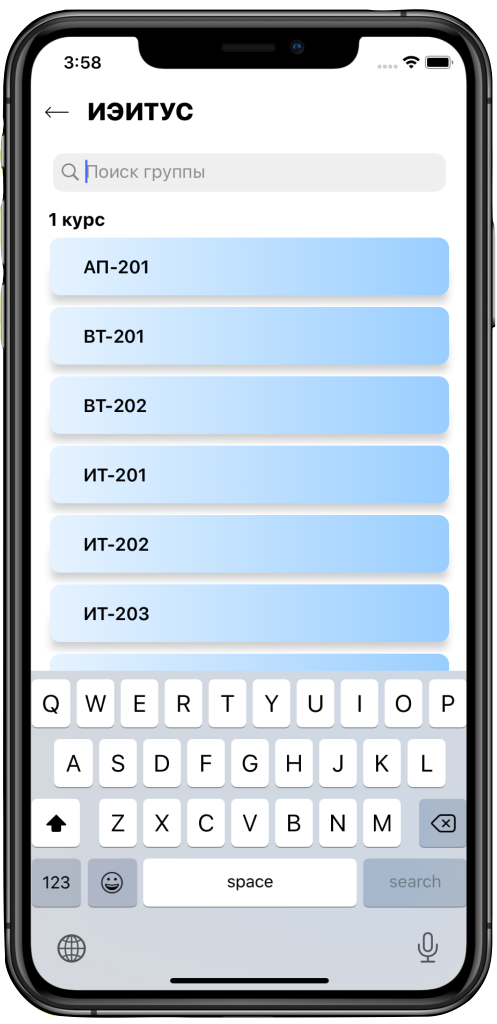 3:58
ИЭИТУС
Поиск группы
1 курс
АП-201
ВТ-201
ВТ-202
ИТ-201
ИТ-202
ИТ-203
Q W E R T Y U I O P
A S D F G H J K L
Z X C V B N M
123 space search